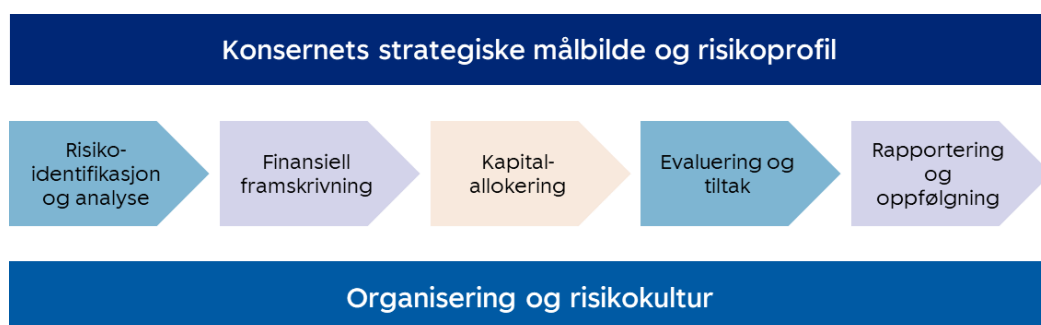 Konsernets strategiske målbilde og risikoprofil
Risiko-
identifikasjon
og analyse
Finansiell
framskrivning
Kapital-
allokering
Evaluering og
tiltak
Rapportering
og
oppfølgning
Organisering og risikokultur